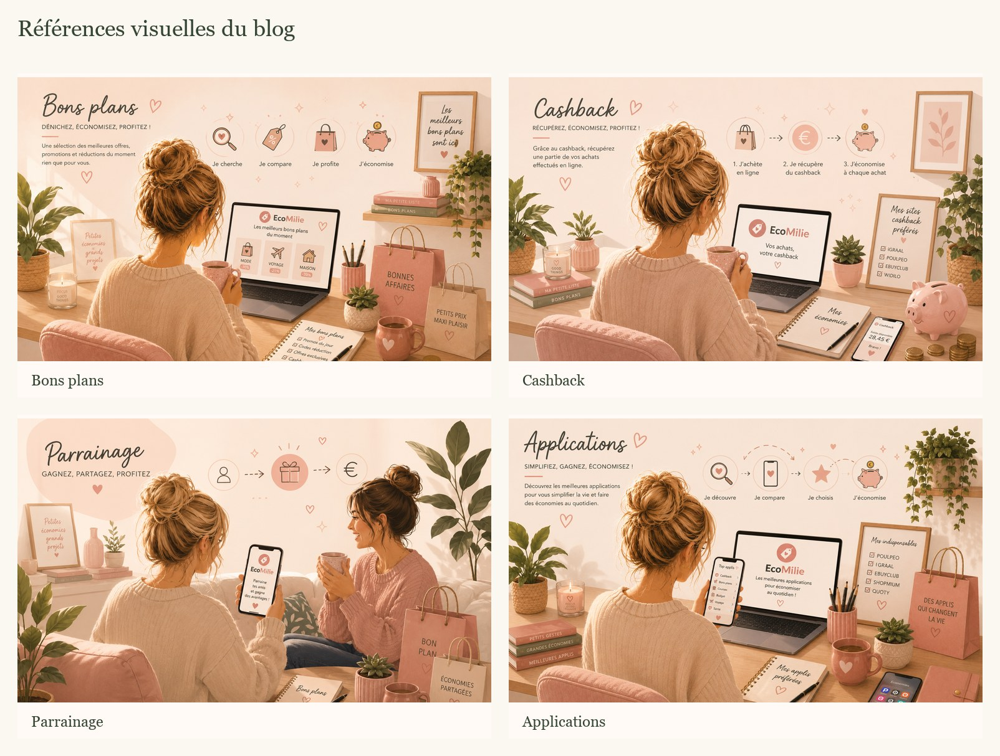 Références visuelles du blog
Bons plans
DÉNICHEZ, ÉCONOMISEZ, PROFITEZ !
Une sélection des meilleures offres,
promotions et réductions du moment
rien que pour vous.
Je cherche
Je compare
Je profite
J'économise
Les
meilleurs
bons plans
sont ici
MA PETITE LISTE
BONS PLANS
Petites
économies
grands
projets
FOCUS
GOOD
THINGS
EcoMilie
Les meilleurs bons plans
du moment
MODE
VOYAGE
MAISON
BONNES
AFFAIRES
PETITS PRIX
MAXI PLAISIR
Mes bons plans
Promos du jour
Codes réduction
Offres exclusives
Bons plans
Cashback
RÉCUPÉREZ, ÉCONOMISEZ, PROFITEZ !
Grâce au cashback, récupérez
une partie de vos achats
effectués en ligne.
1. J'achète
en ligne
2. Je récupère
du cashback
3. J'économise
à chaque achat
GOOD
THINGS
MA PETITE LISTE
BONS PLANS
EcoMilie
Vos achats,
votre cashback
Mes sites
cashback
préférés
IGRAAL
POULPEO
EBUYCLUB
WIDILO
Mes
économies
Cashback
Solde disponible
28,45 €
Bravo !
Cashback
Parrainage
GAGNEZ, PARTAGEZ, PROFITEZ
€
Petites
économies
grands
projets
EcoMilie
Parraine
tes amis
et gagne
des avantages !
BON
PLAN
ÉCONOMIES
PARTAGÉES
Bons plans
Parrainage
Applications
SIMPLIFIEZ, GAGNEZ, ÉCONOMISEZ !
Découvrez les meilleures applications
pour vous simplifier la vie et faire
des économies au quotidien.
Je découvre
Je compare
Je choisis
J'économise
PETITS GESTES
GRANDES ÉCONOMIES
MEILLEURES APPLIS
Top applis
Cashback
Bons plans
Courses
Budget
Voyage
Santé
EcoMilie
Les meilleures applications
pour économiser
au quotidien !
Mes indispensables
POULPEO
IGRAAL
EBUYCLUB
SHOPMIUM
QUOTY
DES APPLIS
QUI CHANGENT
LA VIE
Mes applis
préférées
Économies
Applications